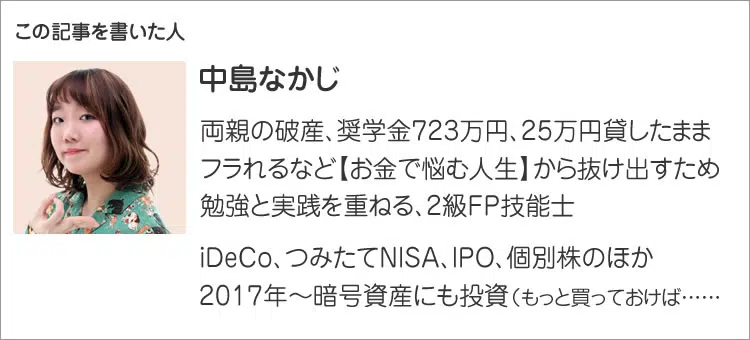 この記事を書いた人
中島なかじ
両親の破産、奨学金723万円、25万円貸したまま
フラれるなど【お金で悩む人生】から抜け出すため
勉強と実践を重ねる、2級FP技能士
iDeCo、つみたてNISA、IPO、個別株のほか
2017年～暗号資産にも投資（もっと買っておけば……